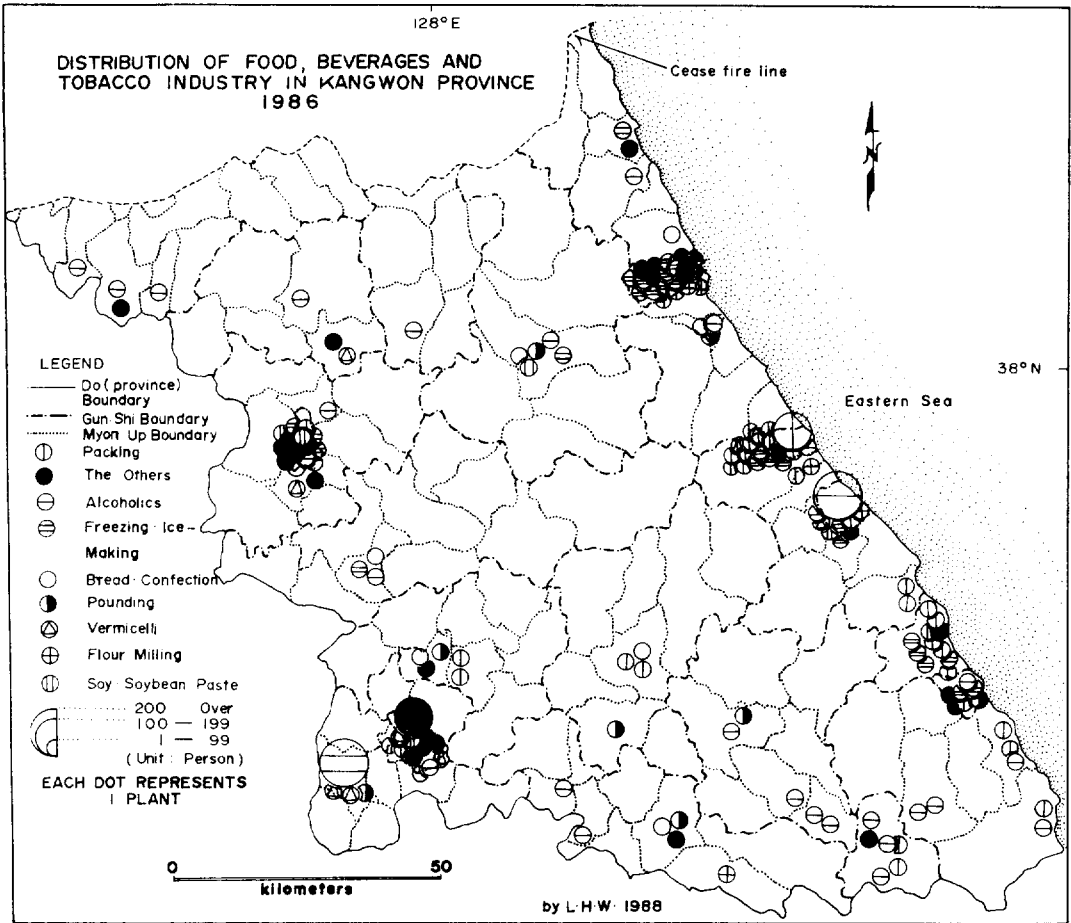 128°E
DISTRIBUTION OF FOOD, BEVERAGES AND
TOBACCO INDUSTRY IN KANGWON PROVINCE
1986
Cease fire line
N
38°N
Eastern Sea
LEGEND
Do (province)
Boundary
Gun·Shi Boundary
Myon·Up Boundary
Packing
The Others
Alcoholics
Freezing·Ice-
Making
Bread·Confection
Pounding
Vermicelli
Flour Milling
Soy·Soybean Paste
200 Over
100 — 199
1 — 99
(Unit : Person)
EACH DOT REPRESENTS
1 PLANT
0 50
kilometers
by L·H·W· 1988